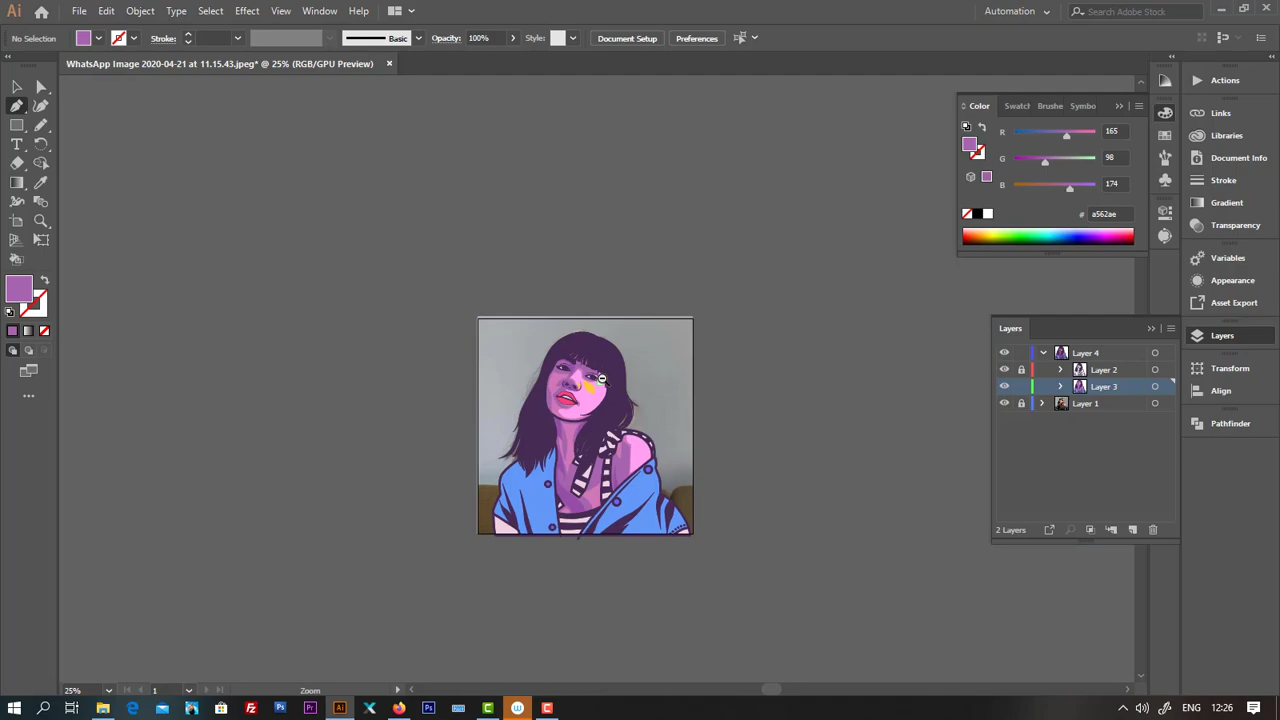 Ai File Edit Object Type Select Effect View Window Help Automation Search Adobe Stock
No Selection Stroke: Basic Opacity: 100% Style: Document Setup Preferences
WhatsApp Image 2020-04-21 at 11.15.43.jpeg* @ 25% (RGB/GPU Preview)
Color Swatch Brushe Symbo
R 165
G 98
B 174
# a562ae
Actions
Links
Libraries
Document Info
Stroke
Gradient
Transparency
Variables
Appearance
Asset Export
Layers
Transform
Align
Pathfinder
Layers
Layer 4
Layer 2
Layer 3
Layer 1
2 Layers
25% 1 Zoom
Ps Pr Ai Ps ENG 12:26